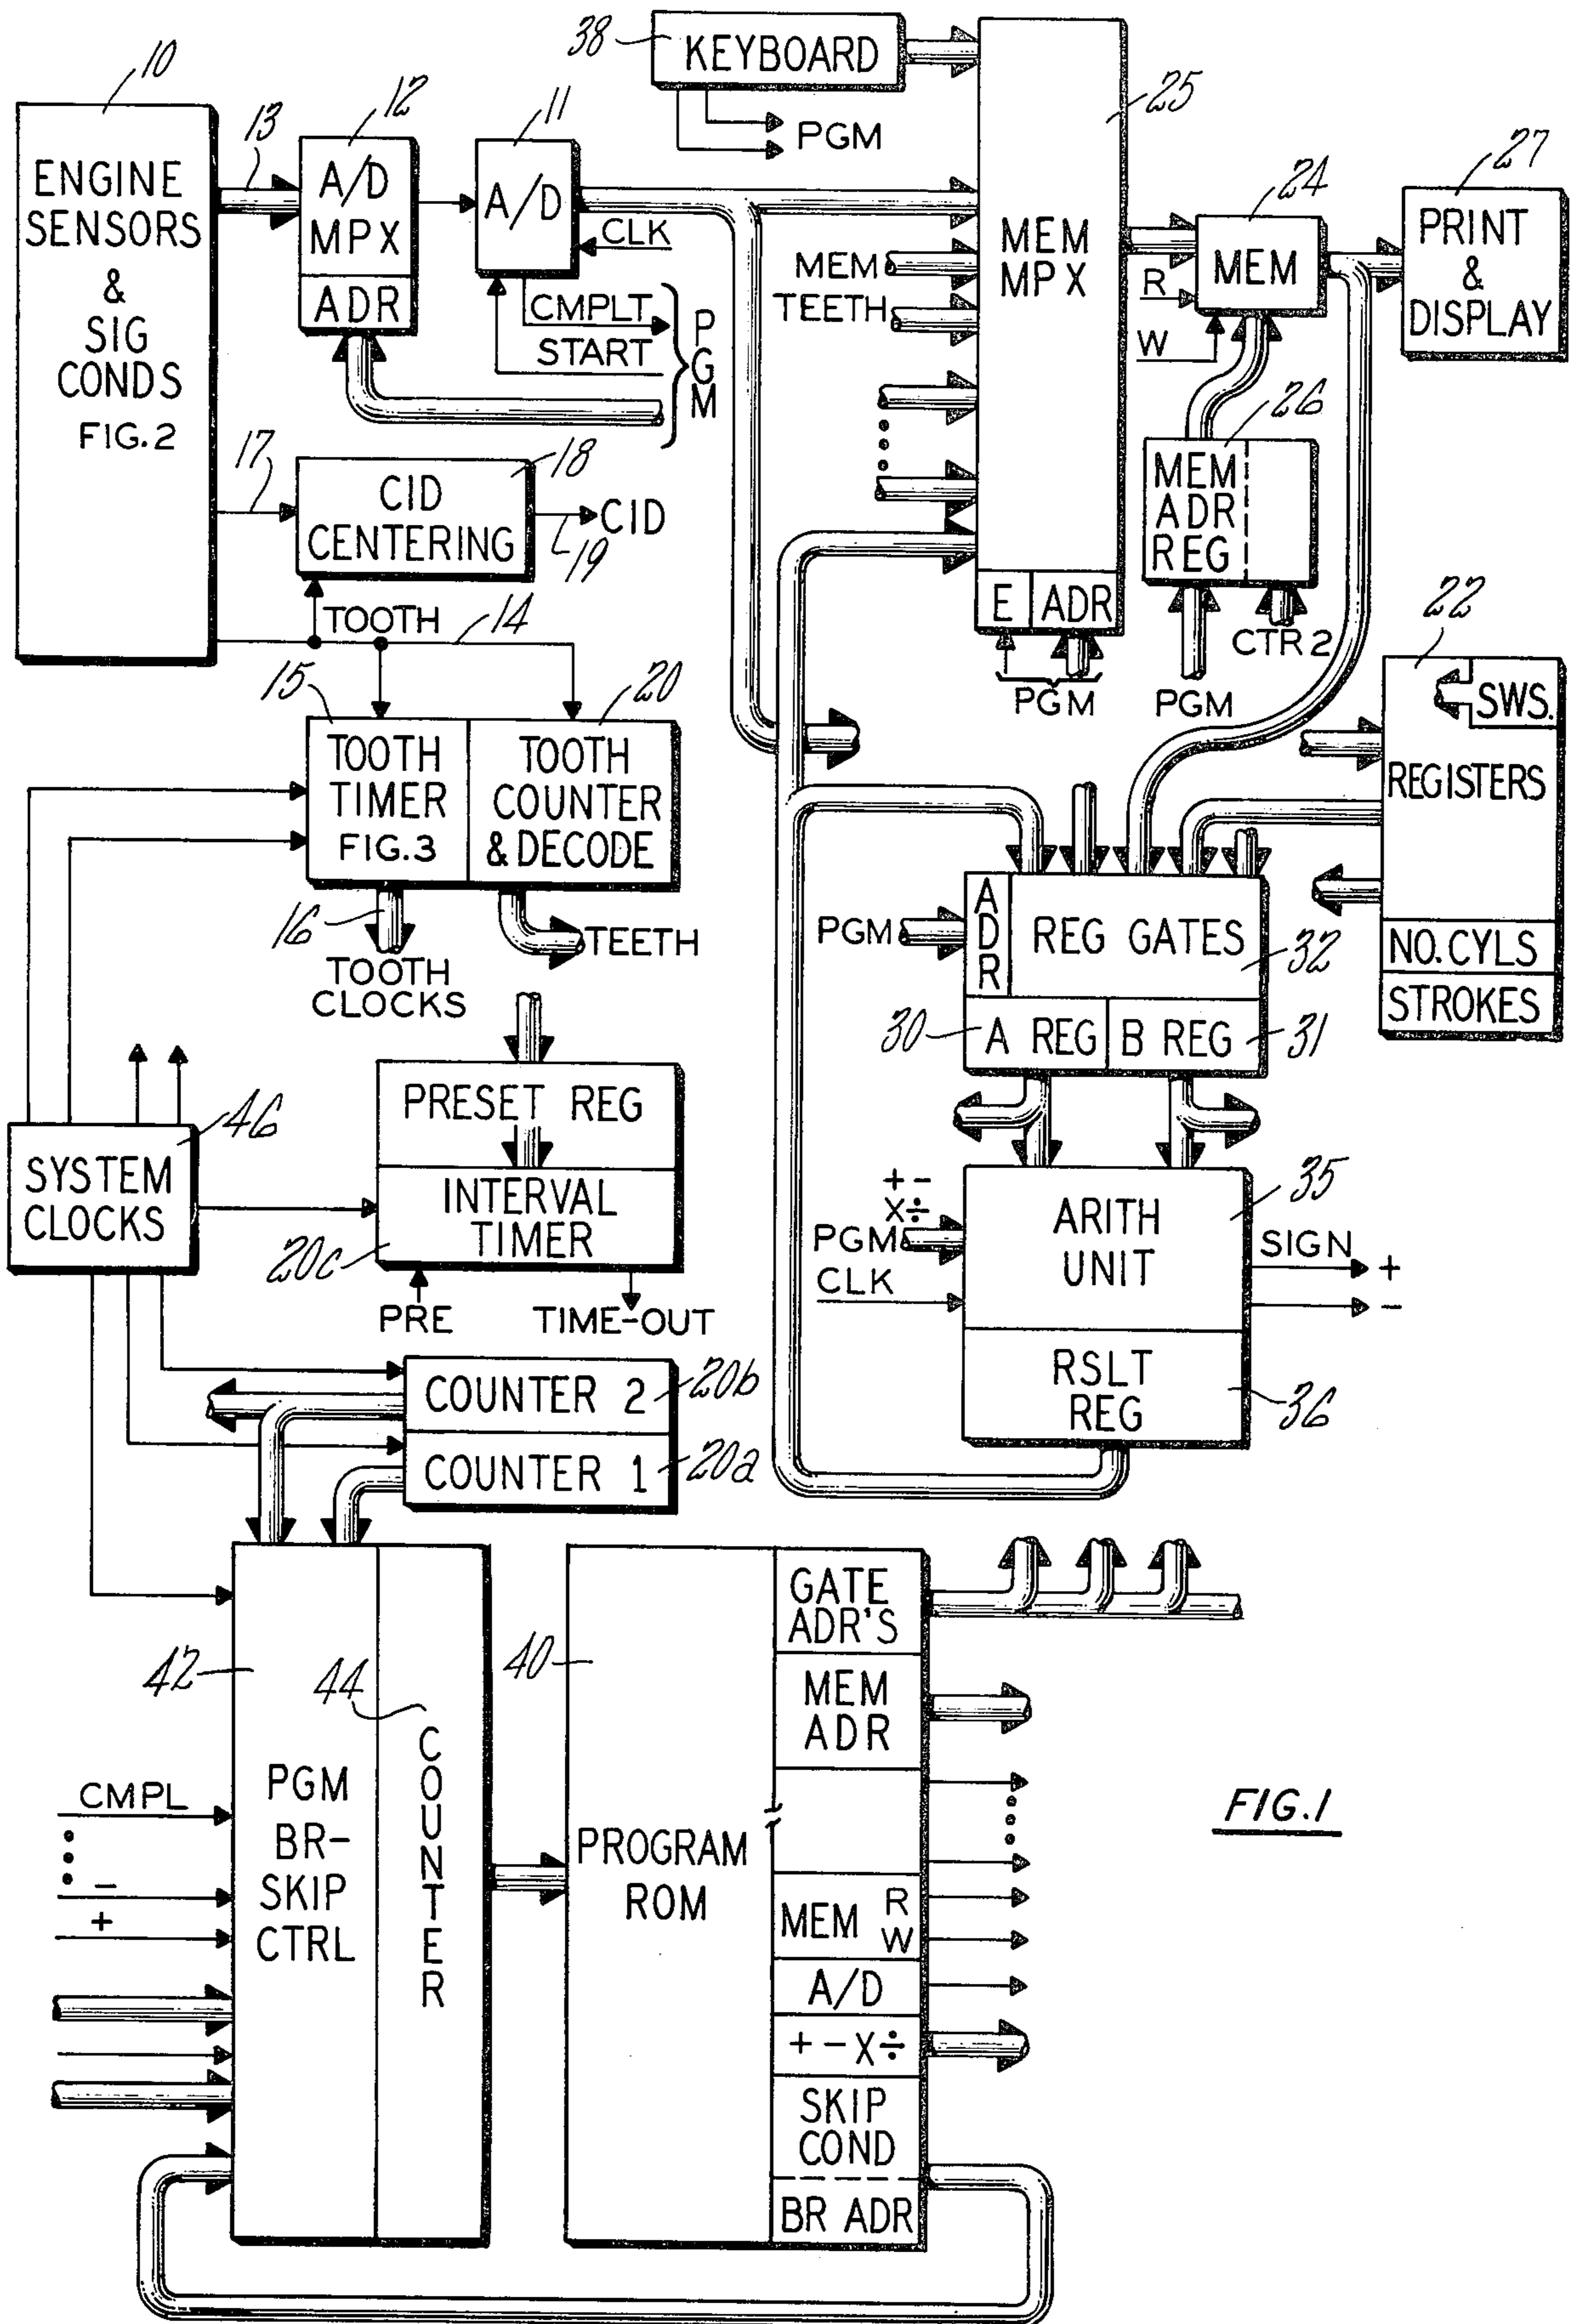 10
ENGINE
SENSORS
&
SIG
CONDS
FIG. 2
13
12
A/D
MPX
ADR
11
A/D
CLK
CMPLT
START
PGM
38
KEYBOARD
PGM
25
MEM
MPX
MEM
TEETH
E
ADR
PGM
24
MEM
R
W
27
PRINT
&
DISPLAY
26
MEM
ADR
REG
CTR 2
PGM
17
18
CID
CENTERING
CID
19
TOOTH
14
15
TOOTH
TIMER
FIG. 3
20
TOOTH
COUNTER
& DECODE
16
TOOTH
CLOCKS
TEETH
22
SWS.
REGISTERS
NO. CYLS
STROKES
PGM
ADR
REG GATES
32
30
A REG
B REG
31
46
SYSTEM
CLOCKS
PRESET REG
INTERVAL
TIMER
20c
PRE
TIME-OUT
+ -
X ÷
PGM
CLK
35
ARITH
UNIT
SIGN
+
-
RSLT
REG
36
COUNTER 2
20b
COUNTER 1
20a
42
44
PGM
BR-
SKIP
CTRL
COUNTER
CMPL
-
+
40
PROGRAM
ROM
GATE
ADR'S
MEM
ADR
MEM R
W
A/D
+ - X ÷
SKIP
COND
BR ADR
FIG. 1